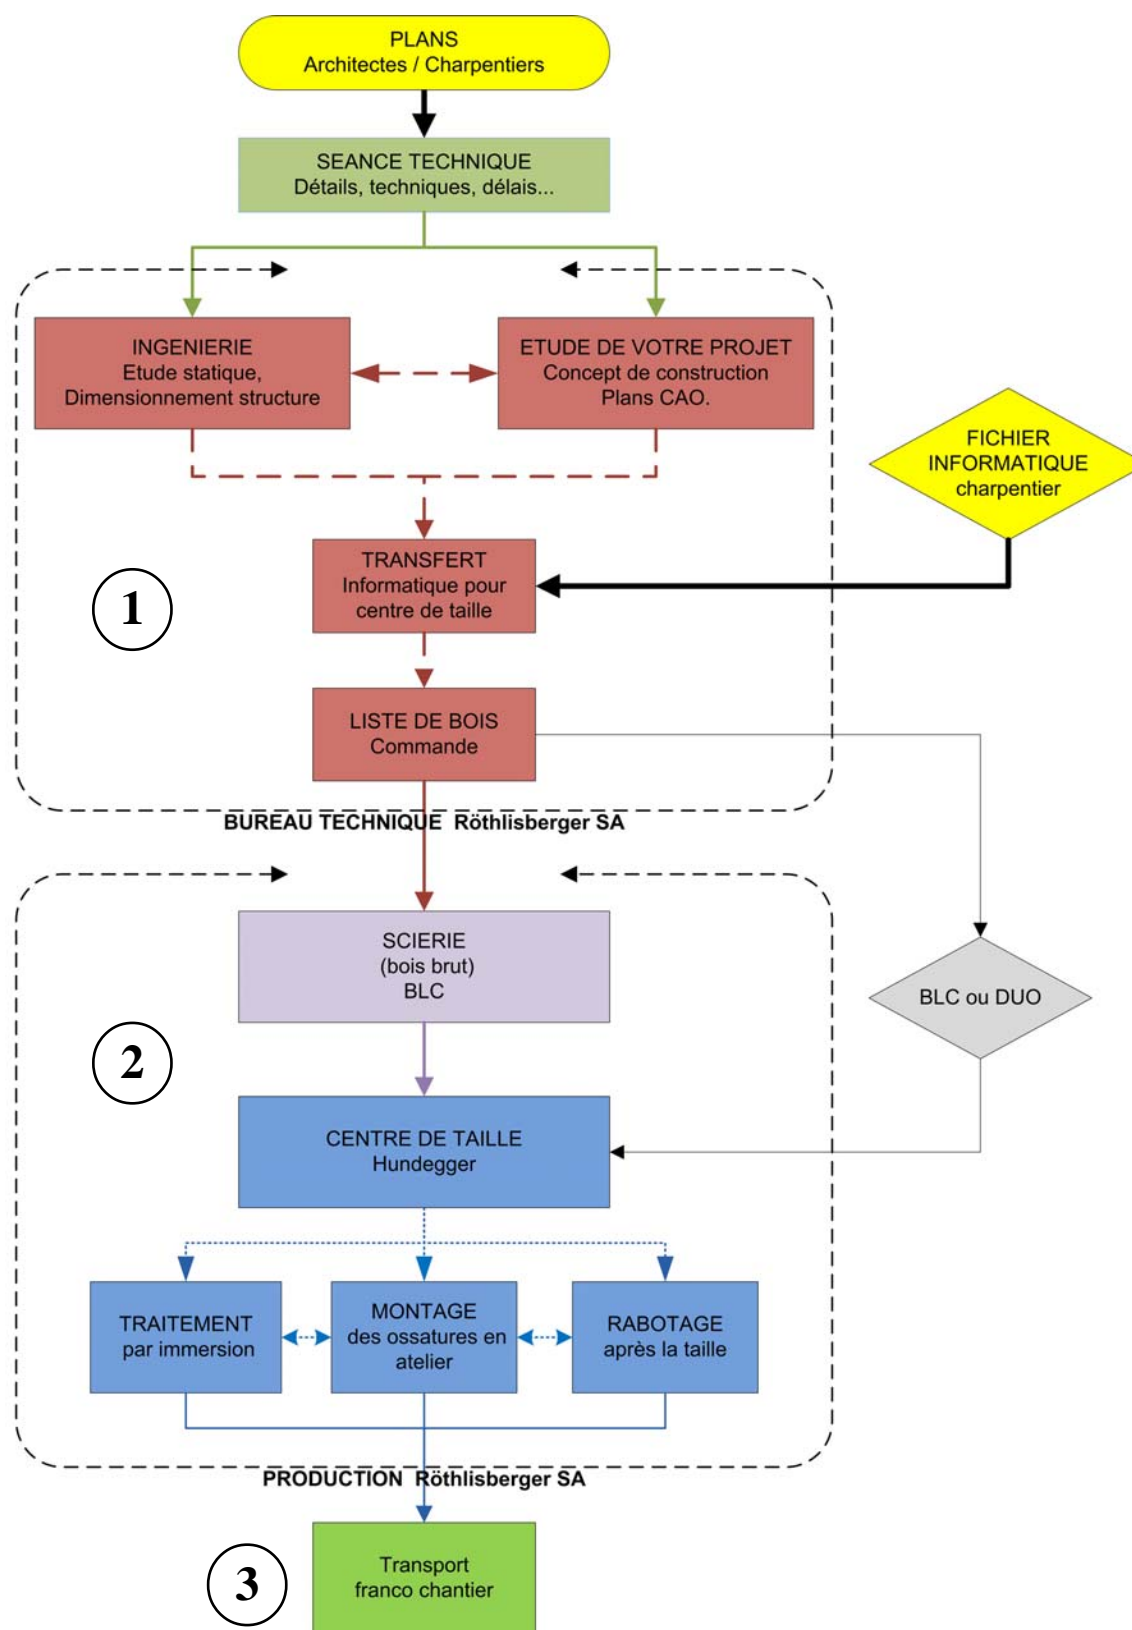 PLANS
Architectes / Charpentiers
SEANCE TECHNIQUE
Détails, techniques, délais...
INGENIERIE
Etude statique,
Dimensionnement structure
ETUDE DE VOTRE PROJET
Concept de construction
Plans CAO.
FICHIER
INFORMATIQUE
charpentier
TRANSFERT
Informatique pour
centre de taille
1
LISTE DE BOIS
Commande
BUREAU TECHNIQUE Röthlisberger SA
SCIERIE
(bois brut)
BLC
BLC ou DUO
2
CENTRE DE TAILLE
Hundegger
TRAITEMENT
par immersion
MONTAGE
des ossatures en
atelier
RABOTAGE
après la taille
PRODUCTION Röthlisberger SA
3
Transport
franco chantier